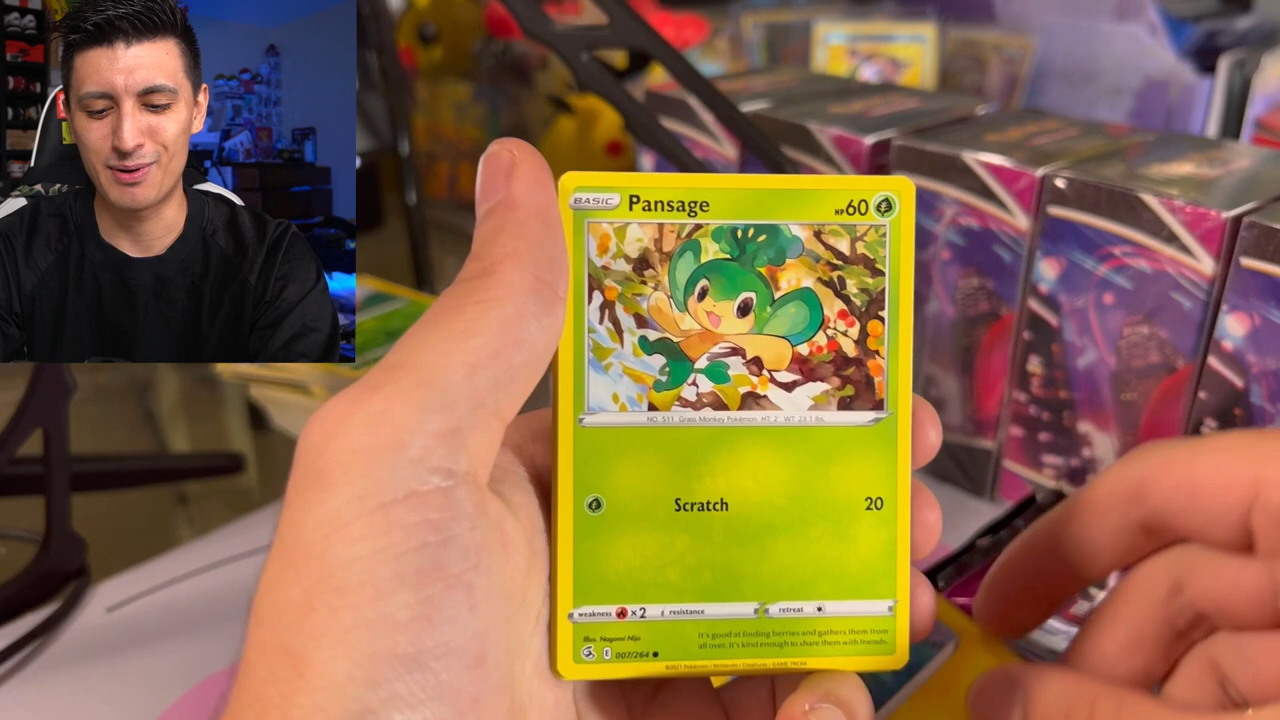 BASIC Pansage HP60
NO. 511 Grass Monkey Pokémon HT: 2' WT: 23.1 lbs.
Scratch 20
weakness ×2 resistance retreat
Illus. Nagomi Nijo
It's good at finding berries and gathers them from
all over. It's kind enough to share them with friends.
E 007/264
©2021 Pokémon / Nintendo / Creatures / GAME FREAK